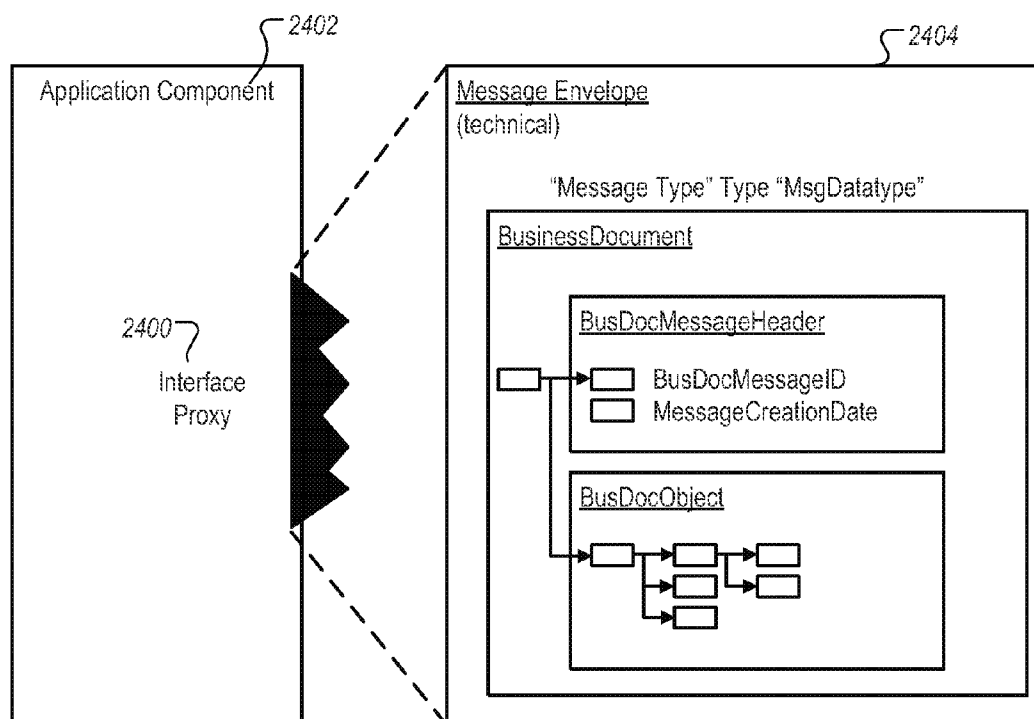 2402
2404
Application Component
Message Envelope
(technical)
"Message Type" Type "MsgDatatype"
BusinessDocument
BusDocMessageHeader
BusDocMessageID
MessageCreationDate
2400
Interface
Proxy
BusDocObject